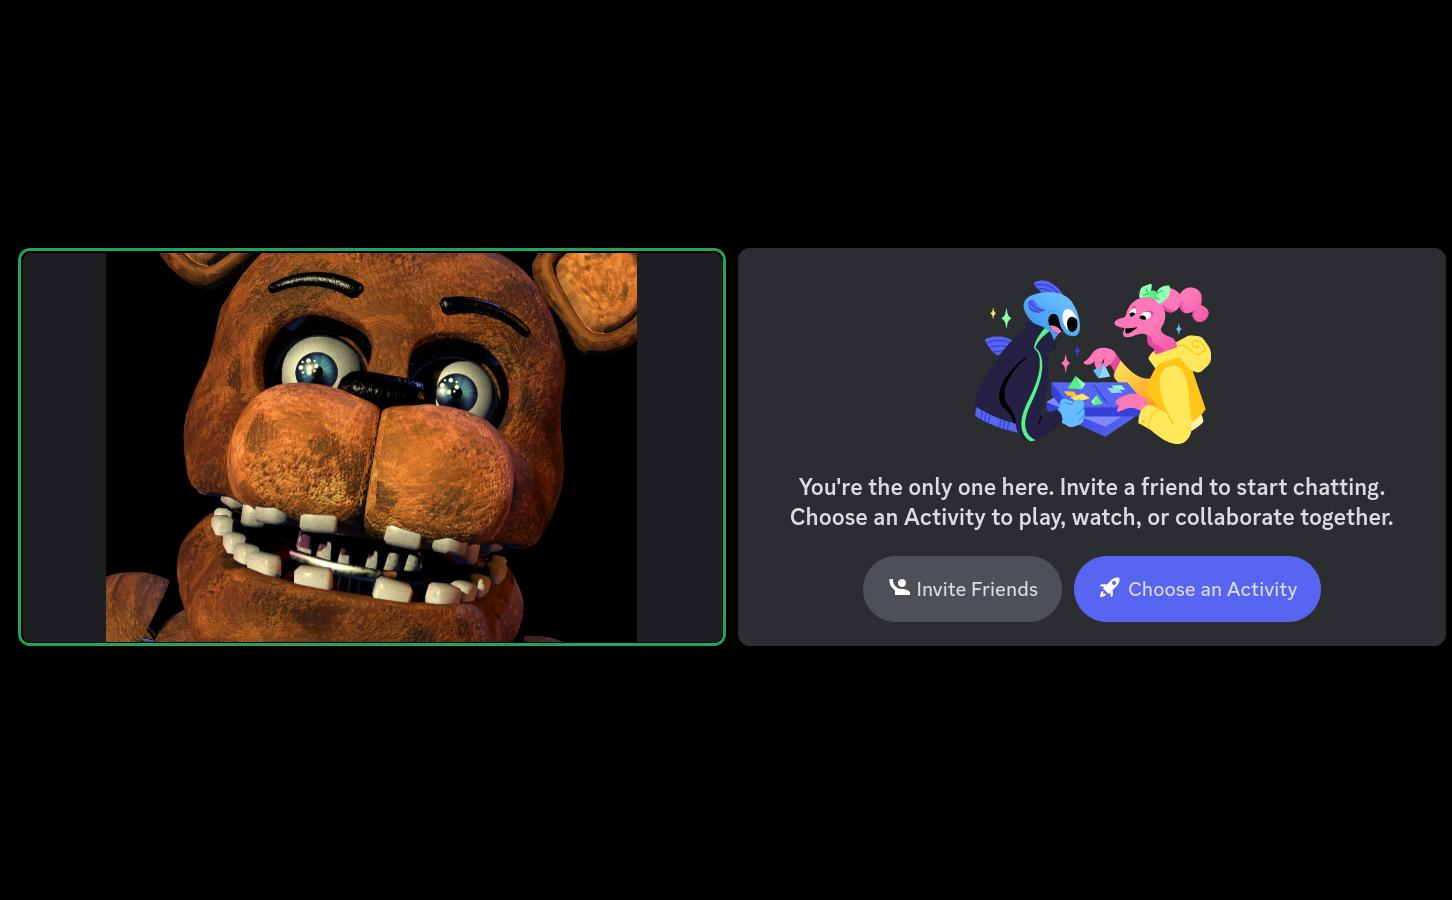 You're the only one here. Invite a friend to start chatting.
Choose an Activity to play, watch, or collaborate together.
Invite Friends
Choose an Activity